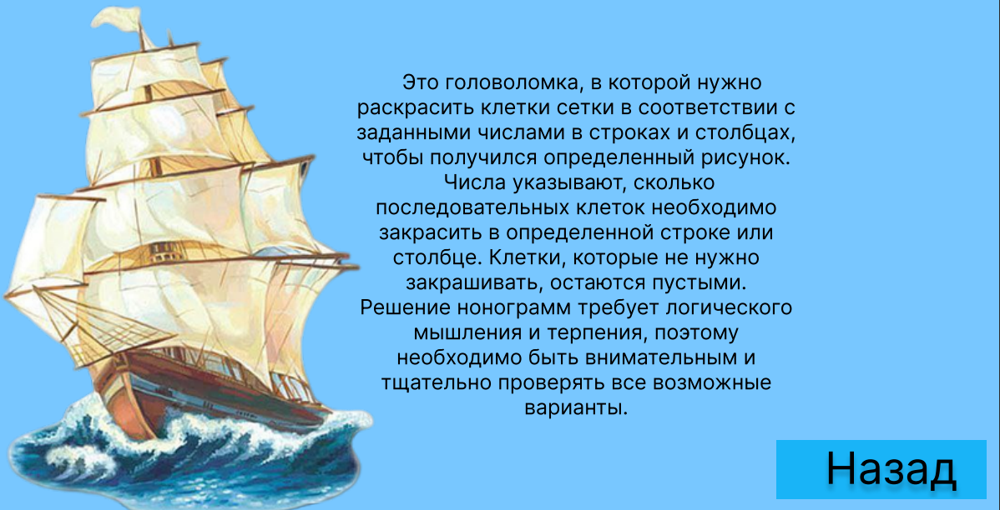 Это головоломка, в которой нужно
раскрасить клетки сетки в соответствии с
заданными числами в строках и столбцах,
чтобы получился определенный рисунок.
Числа указывают, сколько
последовательных клеток необходимо
закрасить в определенной строке или
столбце. Клетки, которые не нужно
закрашивать, остаются пустыми.
Решение нонограмм требует логического
мышления и терпения, поэтому
необходимо быть внимательным и
тщательно проверять все возможные
варианты.
Назад